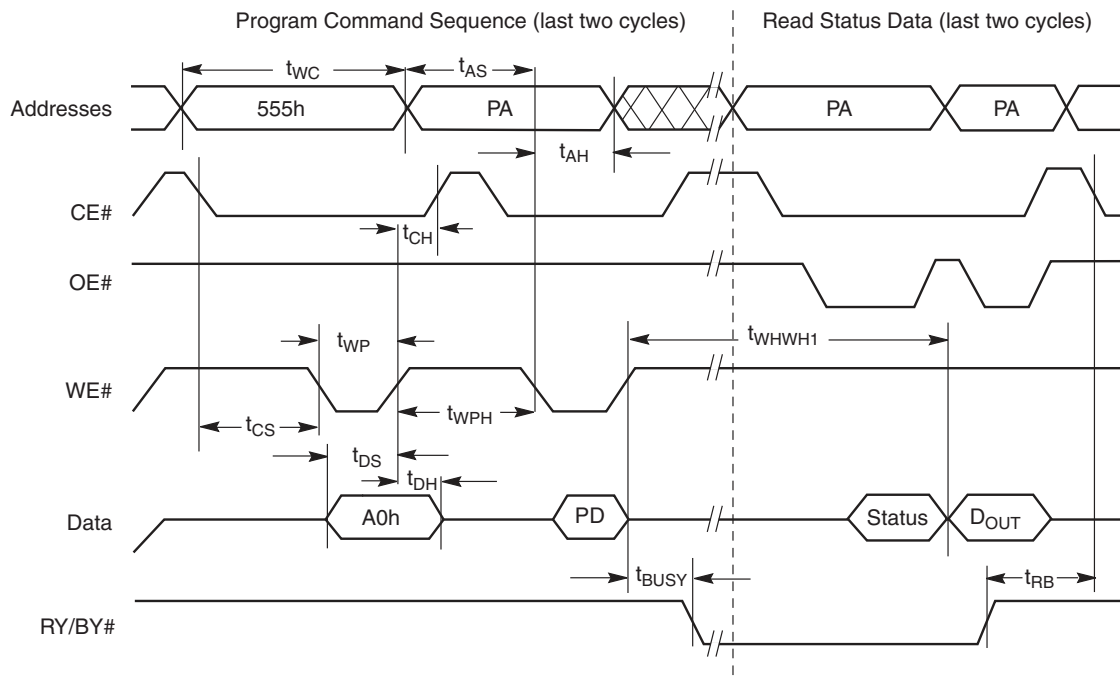 Program Command Sequence (last two cycles)
Read Status Data (last two cycles)
tWC
tAS
Addresses
555h
PA
PA
PA
tAH
CE#
tCH
OE#
tWP
tWHWH1
WE#
tCS
tWPH
tDS
tDH
Data
A0h
PD
Status
DOUT
tBUSY
tRB
RY/BY#